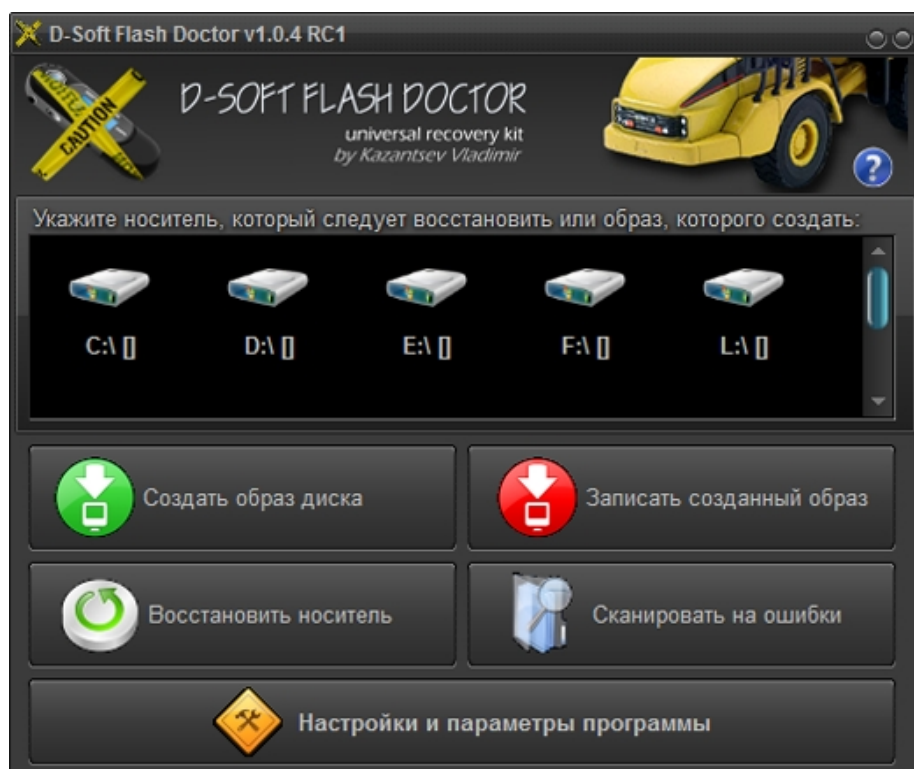 D-Soft Flash Doctor v1.0.4 RC1
CAUTION
D-SOFT FLASH DOCTOR
universal recovery kit
by Kazantsev Vladimir
?
Укажите носитель, который следует восстановить или образ, которого создать:
C:\ [] D:\ [] E:\ [] F:\ [] L:\ []
Создать образ диска
Записать созданный образ
Восстановить носитель
Сканировать на ошибки
Настройки и параметры программы